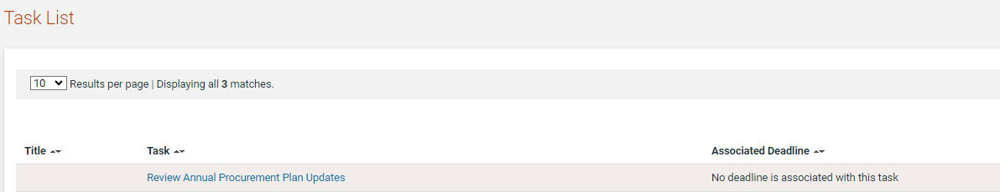 Task List
10 Results per page | Displaying all 3 matches.
Title Task Associated Deadline
Review Annual Procurement Plan Updates No deadline is associated with this task